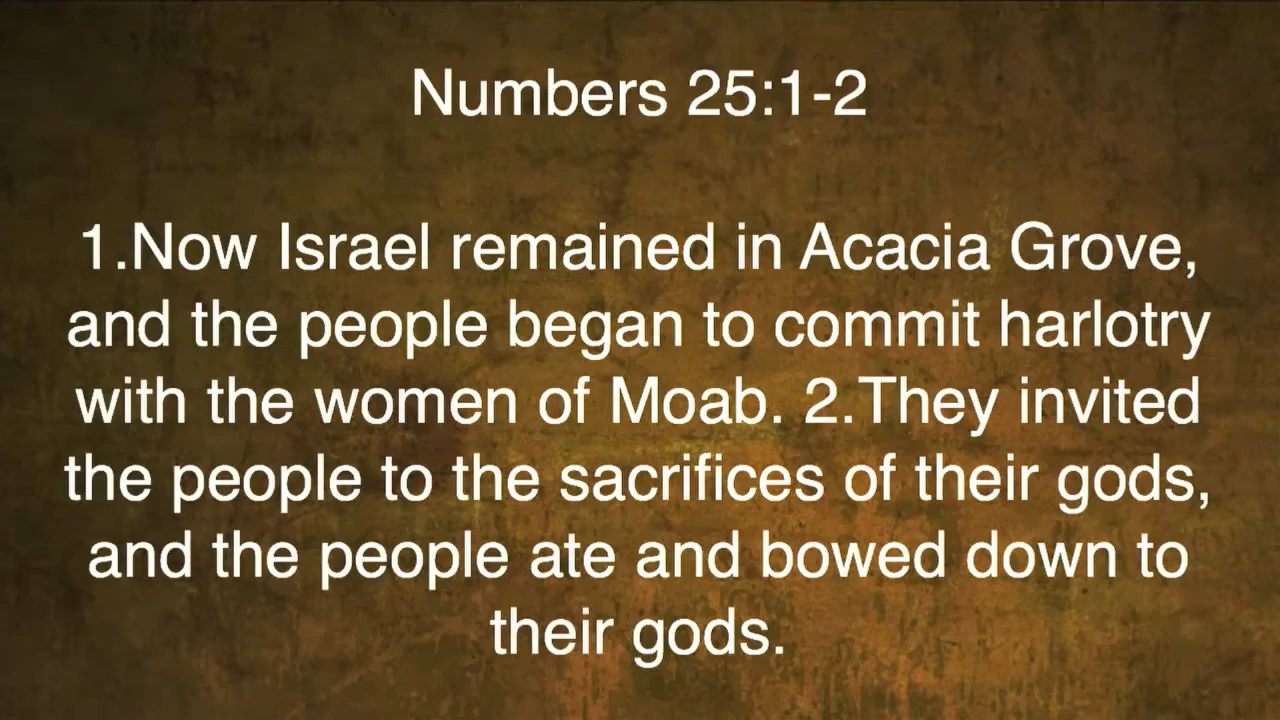 Numbers 25:1-2
1.Now Israel remained in Acacia Grove,
and the people began to commit harlotry
with the women of Moab. 2.They invited
the people to the sacrifices of their gods,
and the people ate and bowed down to
their gods.